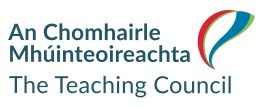 An Chomhairle
Mhúinteoireachta
The Teaching Council